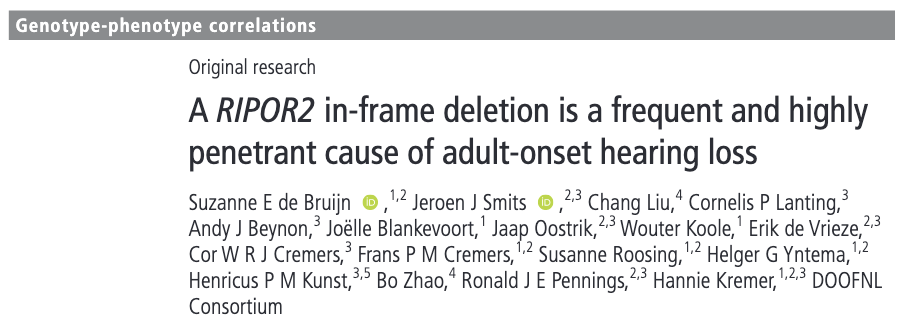 Genotype-phenotype correlations
Original research
A RIPOR2 in-frame deletion is a frequent and highly
penetrant cause of adult-onset hearing loss
Suzanne E de Bruijn iD ,1,2 Jeroen J Smits iD ,2,3 Chang Liu,4 Cornelis P Lanting,3
Andy J Beynon,3 Joëlle Blankevoort,1 Jaap Oostrik,2,3 Wouter Koole,1 Erik de Vrieze,2,3
Cor W R J Cremers,3 Frans P M Cremers,1,2 Susanne Roosing,1,2 Helger G Yntema,1,2
Henricus P M Kunst,3,5 Bo Zhao,4 Ronald J E Pennings,2,3 Hannie Kremer,1,2,3 DOOFNL
Consortium